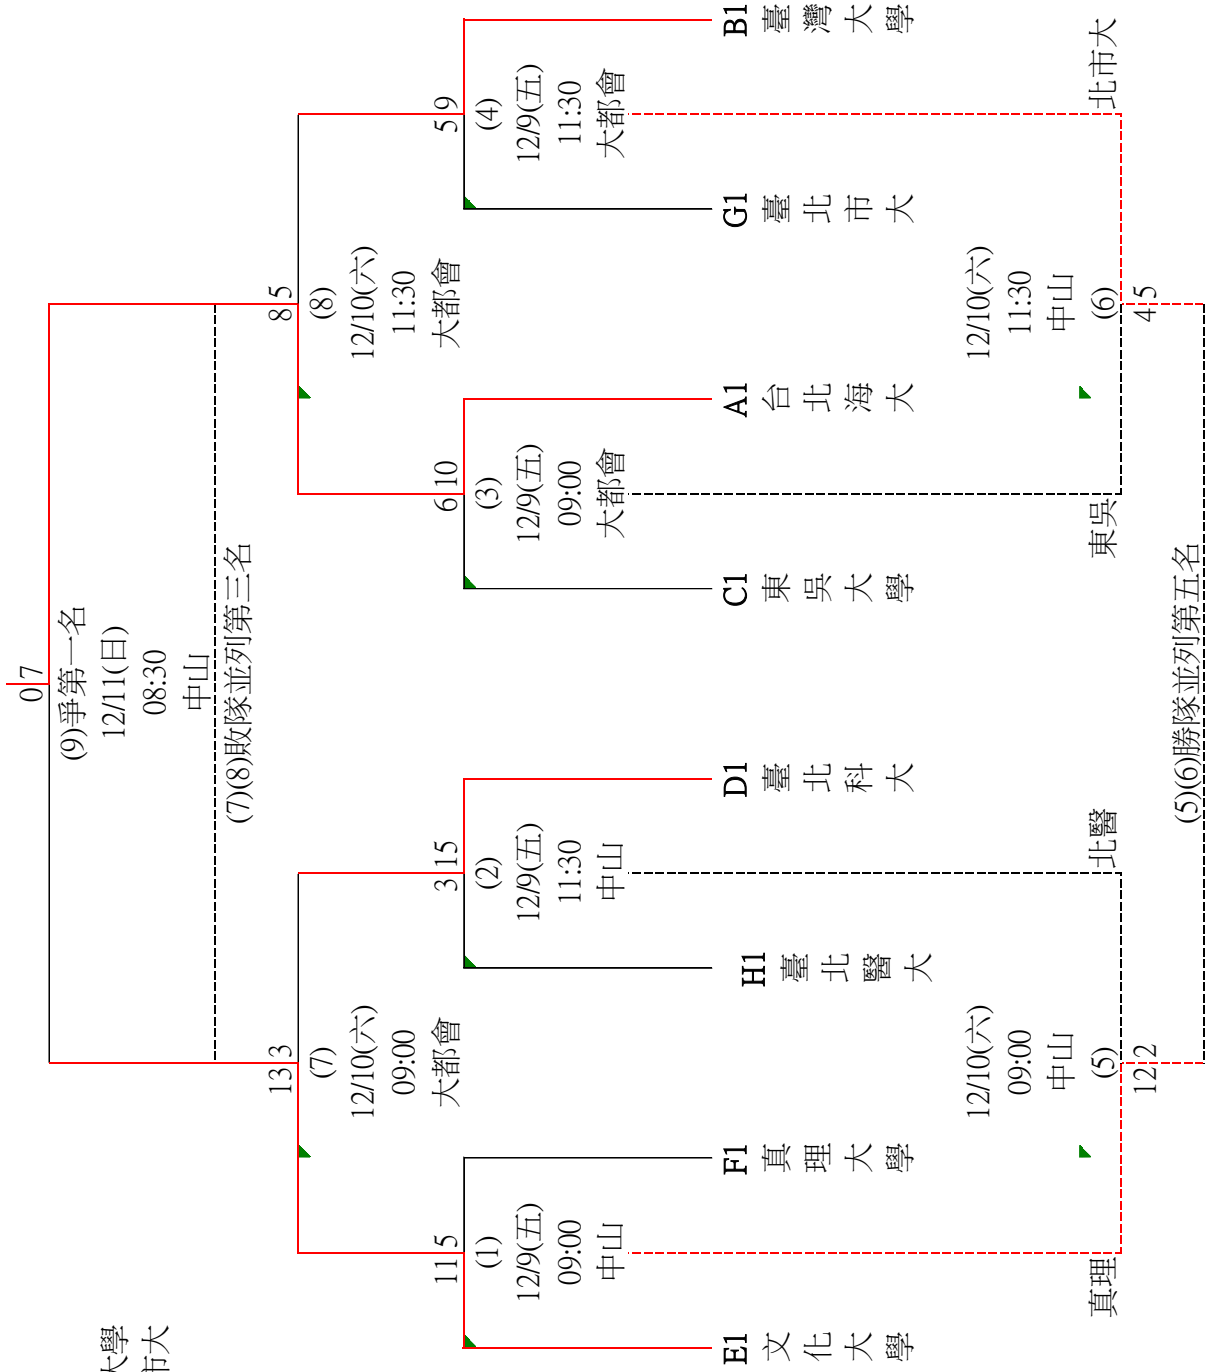 0 7
(9)爭第一名
大學
12/11(日)
市大
08:30
中山
(7)(8)敗隊並列第三名
13 3
8 5
(7)
(8)
12/10(六)
12/10(六)
09:00
11:30
大都會
大都會
11 5
3 15
6 10
5 9
(1)
(2)
(3)
(4)
12/9(五)
12/9(五)
12/9(五)
12/9(五)
09:00
11:30
09:00
11:30
中山
中山
大都會
大都會
E1
文化大學
F1
真理大學
H1
臺北醫大
D1
臺北科大
C1
東吳大學
A1
台北海大
G1
臺北市大
B1
臺灣大學
12/10(六)
12/10(六)
09:00
11:30
中山
中山
真理
(5)
北醫
東吳
(6)
北市大
12 2
4 5
(5)(6)勝隊並列第五名